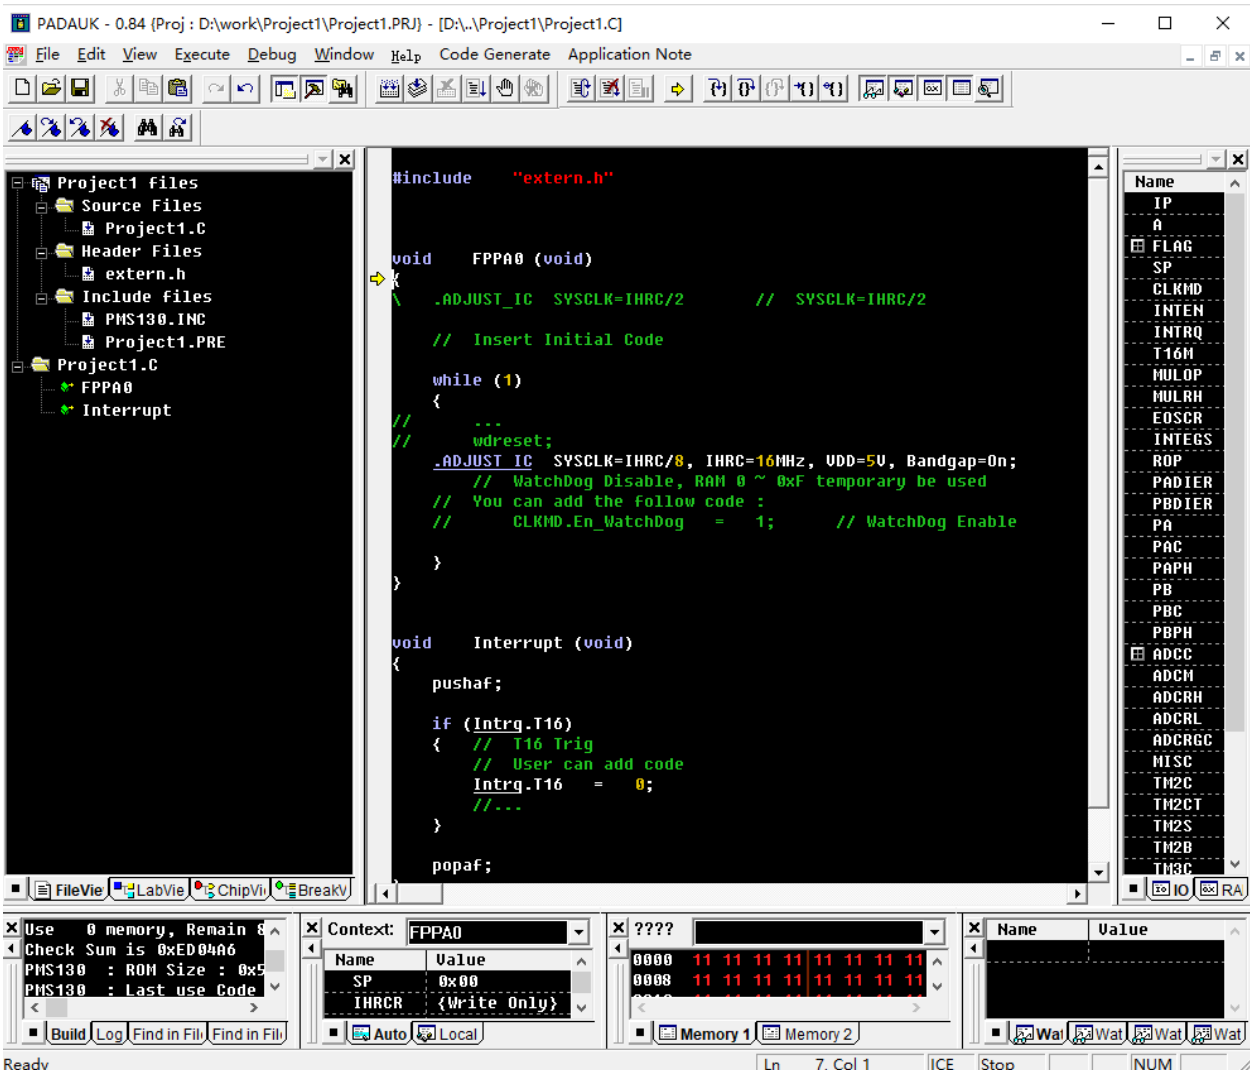 PADAUK - 0.84 {Proj : D:\work\Project1\Project1.PRJ} - [D:\..\Project1\Project1.C]
File Edit View Execute Debug Window Help Code Generate Application Note
Project1 files
Source Files
Project1.C
Header Files
extern.h
Include files
PMS130.INC
Project1.PRE
Project1.C
FPPA0
Interrupt
FileVie LabVie ChipVi BreakV
#include "extern.h"
void FPPA0 (void)
{
\ .ADJUST_IC SYSCLK=IHRC/2 // SYSCLK=IHRC/2
// Insert Initial Code
while (1)
{
// ...
// wdreset;
.ADJUST_IC SYSCLK=IHRC/8, IHRC=16MHz, VDD=5V, Bandgap=On;
// WatchDog Disable, RAM 0 ~ 0xF temporary be used
// You can add the follow code :
// CLKMD.En_WatchDog = 1; // WatchDog Enable
}
}
void Interrupt (void)
{
pushaf;
if (Intrq.T16)
{ // T16 Trig
// User can add code
Intrq.T16 = 0;
//...
}
popaf;
Name
IP
A
FLAG
SP
CLKMD
INTEN
INTRQ
T16M
MULOP
MULRH
EOSCR
INTEGS
ROP
PADIER
PBDIER
PA
PAC
PAPH
PB
PBC
PBPH
ADCC
ADCM
ADCRH
ADCRL
ADCRGC
MISC
TM2C
TM2CT
TM2S
TM2B
TM3C
IO RA
Use 0 memory, Remain 8
Check Sum is 0xED04A6
PMS130 : ROM Size : 0x5
PMS130 : Last use Code
Build Log Find in Fil Find in Fil
Context: FPPA0
Name Value
SP 0x00
IHRCR {Write Only}
Auto Local
????
0000 11 11 11 11 11 11 11 11
0008 11 11 11 11 11 11 11 11
Memory 1 Memory 2
Name Value
Wat Wat Wat Wat
Ready Ln 7, Col 1 ICE Stop NUM